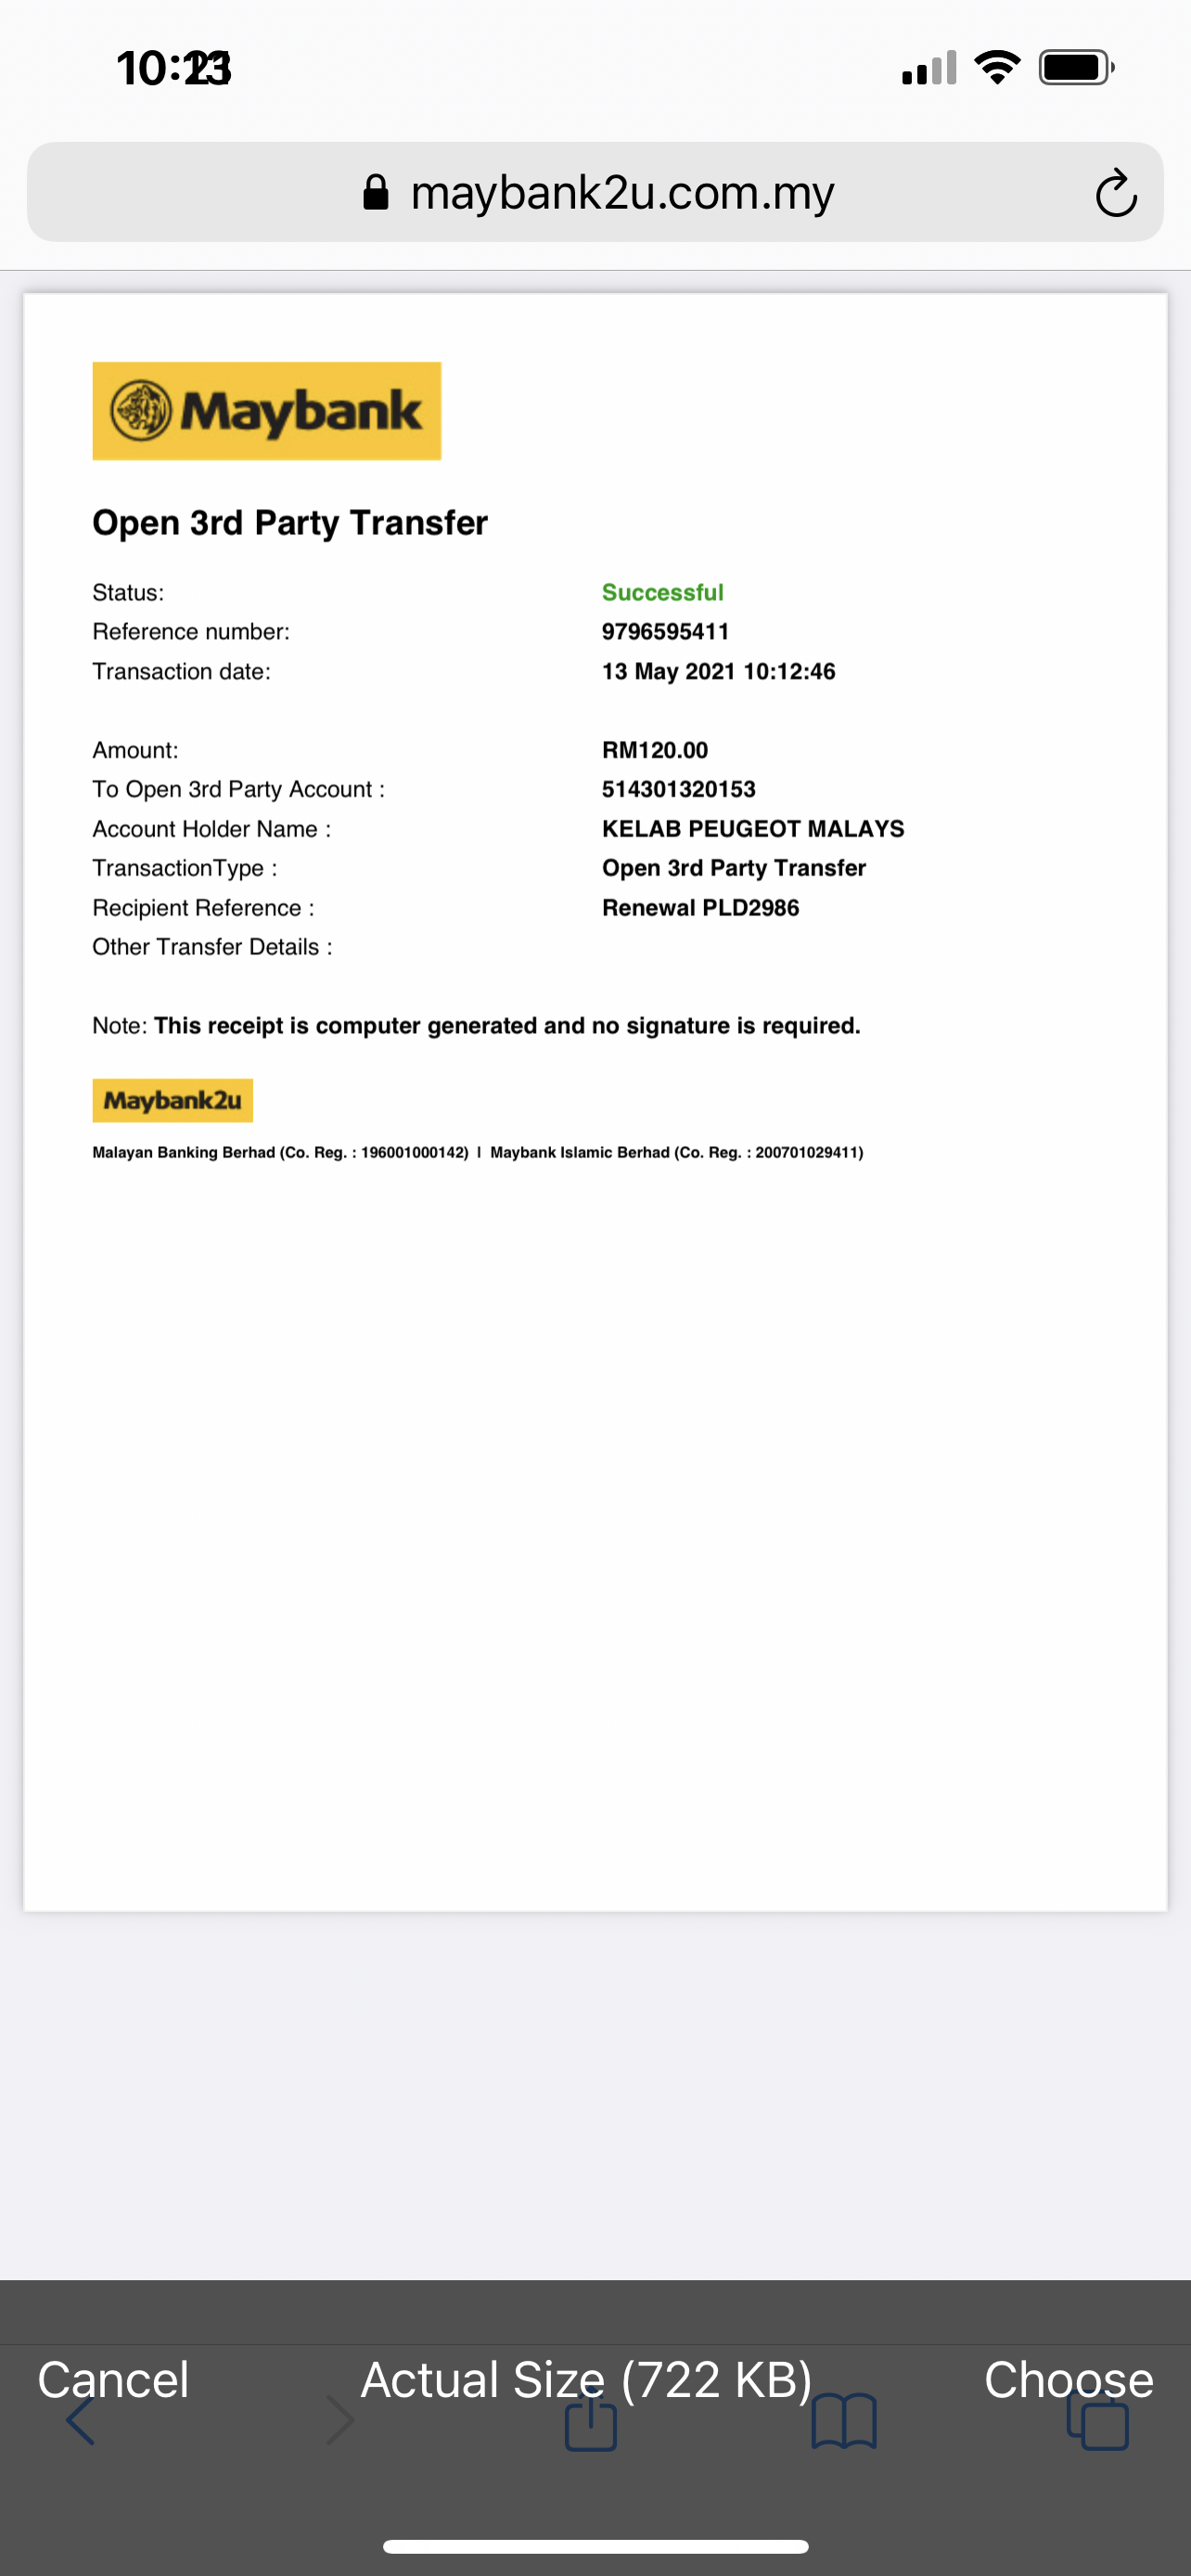 maybank2u.com.my
Maybank
Open 3rd Party Transfer
Status: Successful
Reference number: 9796595411
Transaction date: 13 May 2021 10:12:46
Amount: RM120.00
To Open 3rd Party Account : 514301320153
Account Holder Name : KELAB PEUGEOT MALAYS
TransactionType : Open 3rd Party Transfer
Recipient Reference : Renewal PLD2986
Other Transfer Details :
Note: This receipt is computer generated and no signature is required.
Maybank2u
Malayan Banking Berhad (Co. Reg. : 196001000142) I Maybank Islamic Berhad (Co. Reg. : 200701029411)
Cancel Actual Size (722 KB) Choose